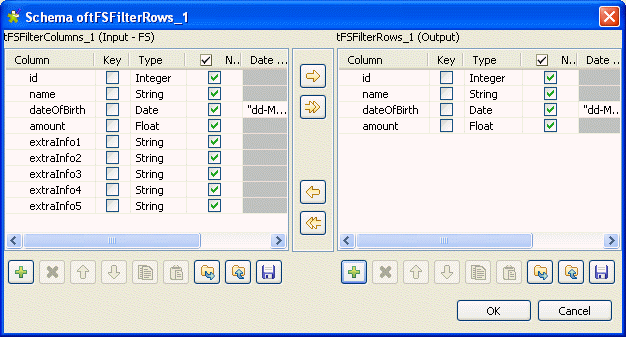 Schema oftFSFilterRows_1
tFSFilterColumns_1 (Input - FS)
Column Key Type N.. Date ...
id Integer
name String
dateOfBirth Date "dd-M...
amount Float
extraInfo1 String
extraInfo2 String
extraInfo3 String
extraInfo4 String
extraInfo5 String
tFSFilterRows_1 (Output)
Column Key Type N.. Date ...
id Integer
name String
dateOfBirth Date "dd-M...
amount Float
OK Cancel